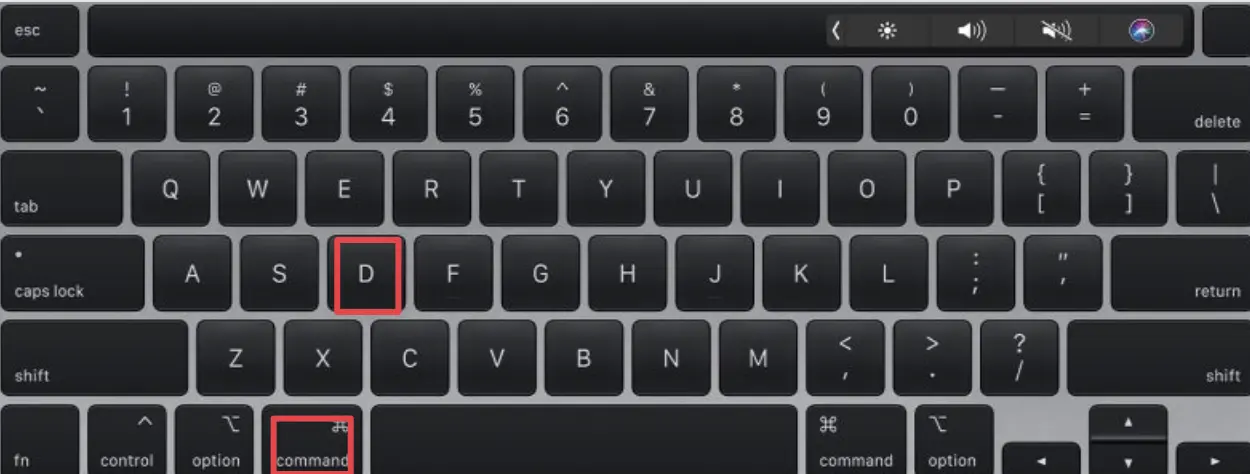 esc
~ ! @ # $ % ^ & * ( ) — +
` 1 2 3 4 5 6 7 8 9 0 - =
delete
Q W E R T Y U I O P { } |
tab [ ] \
A S D F G H J K L : "
caps lock ; ' return
Z X C V B N M < > ?
shift , . / shift
^ ⌥ ⌘ ⌘ ⌥
fn control option command command option